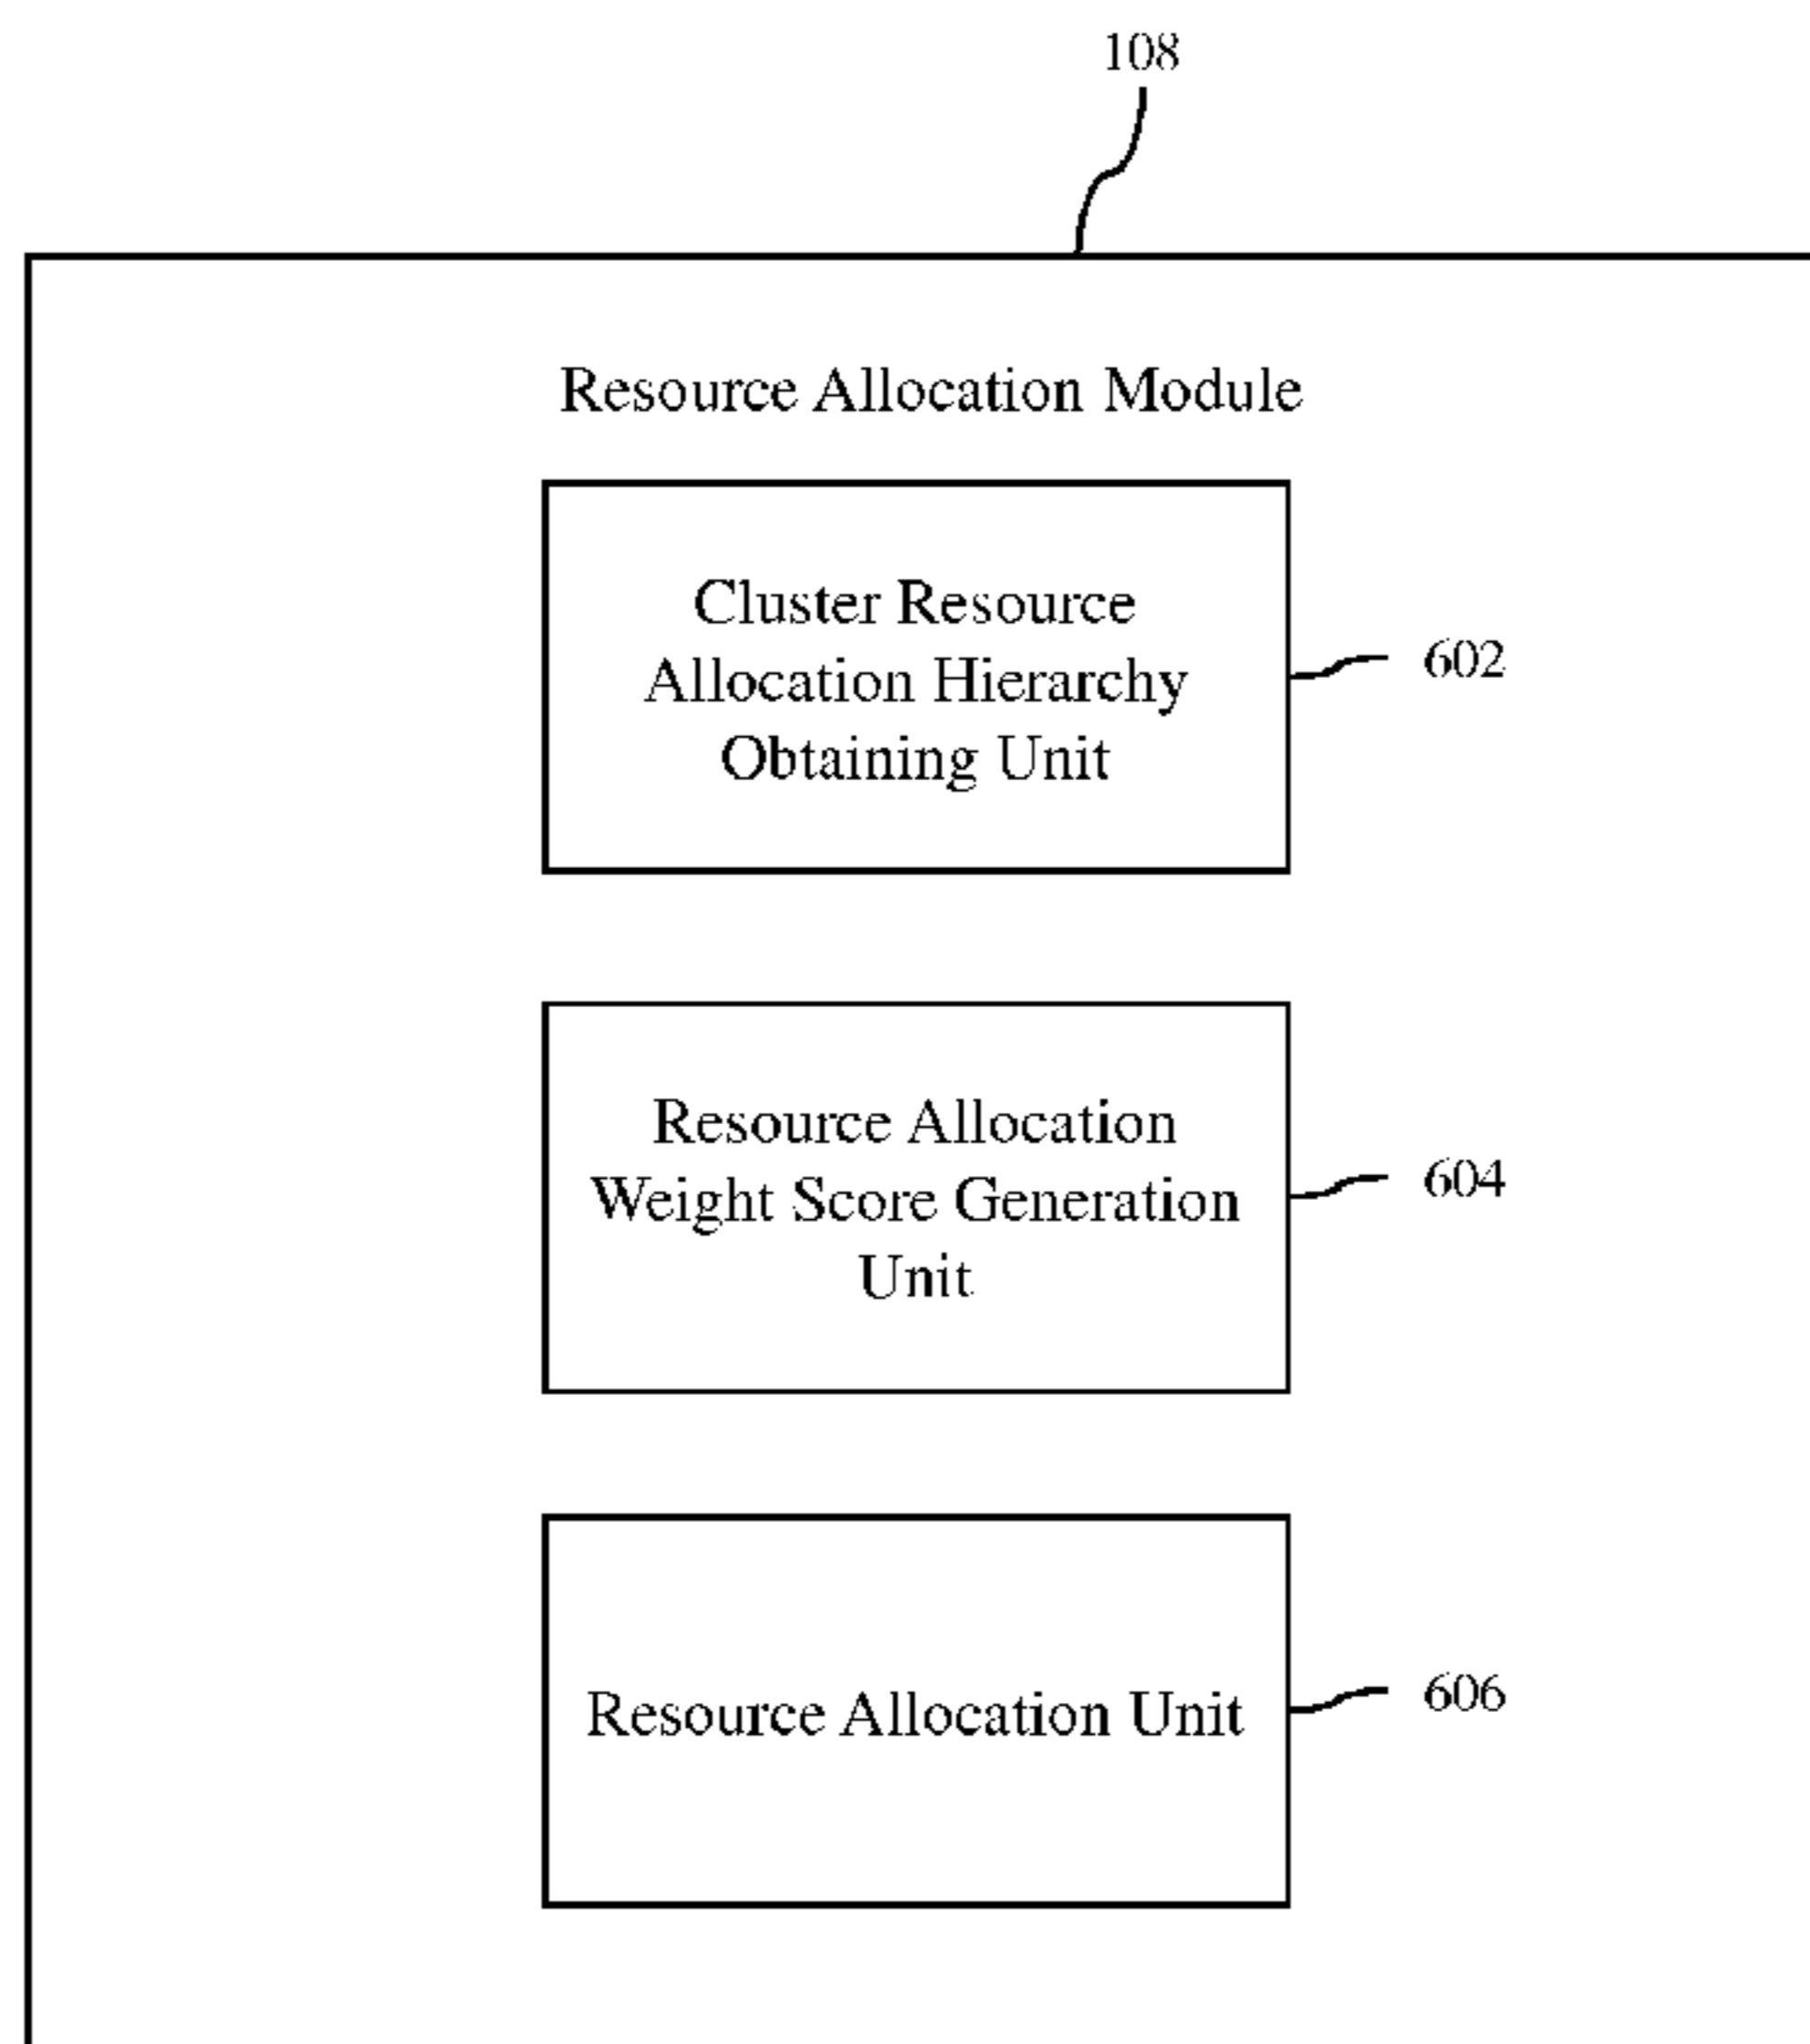 108
Resource Allocation Module
Cluster Resource
Allocation Hierarchy
Obtaining Unit
602
Resource Allocation
Weight Score Generation
Unit
604
Resource Allocation Unit
606